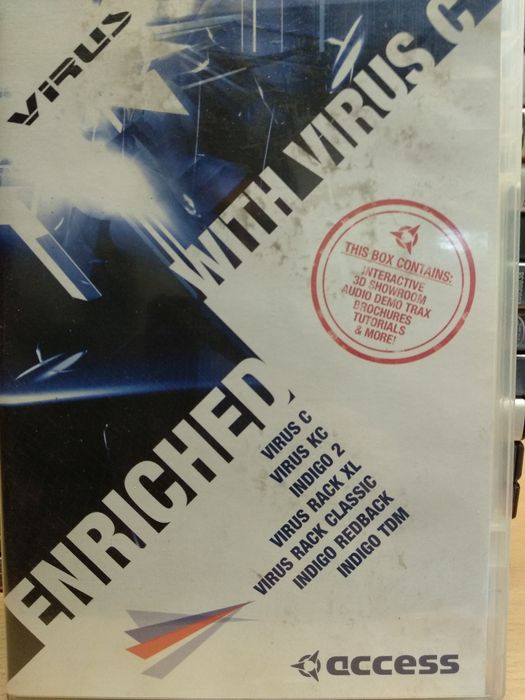 VIRUS
ENRICHED
WITH VIRUS C
THIS BOX CONTAINS:
INTERACTIVE
3D SHOWROOM
AUDIO DEMO TRAX
BROCHURES
TUTORIALS
& MORE!
VIRUS C
VIRUS KC
INDIGO 2
VIRUS RACK XL
VIRUS RACK CLASSIC
INDIGO REDBACK
INDIGO TDM
access